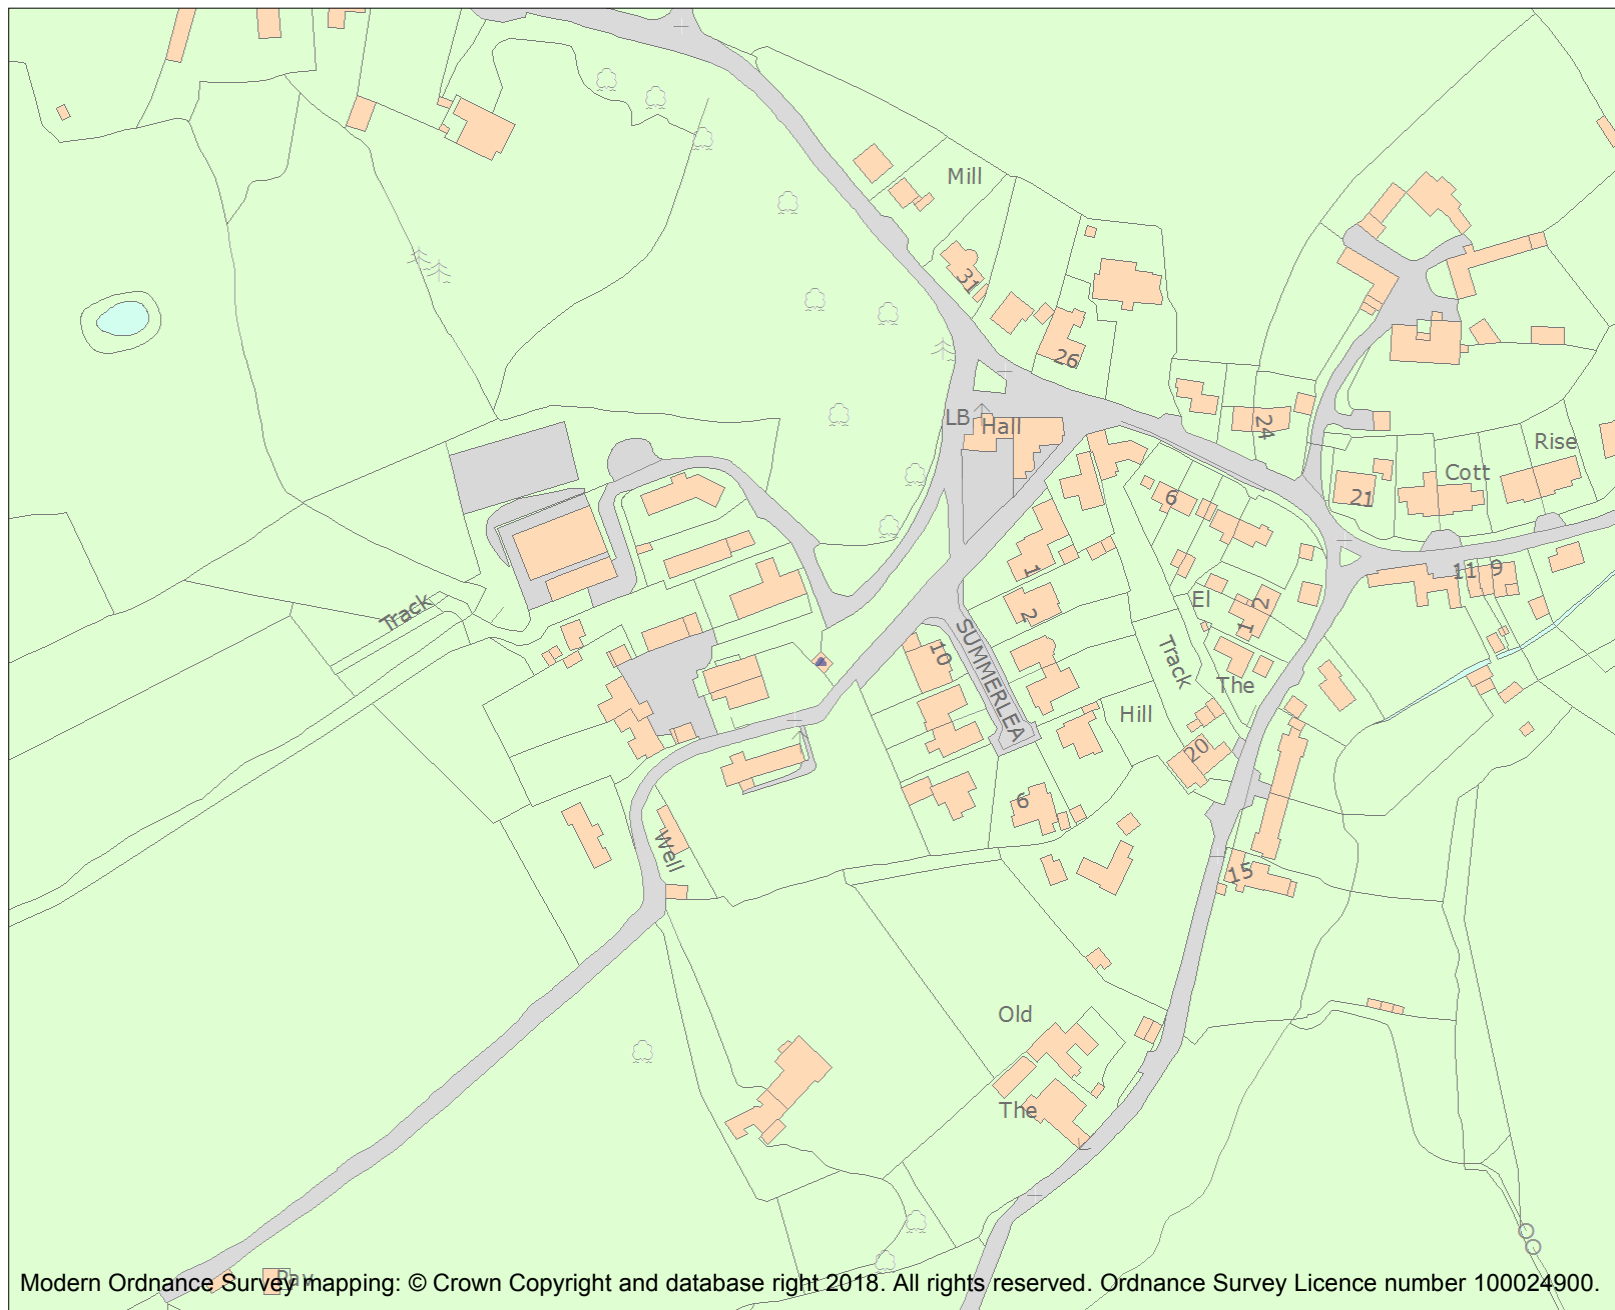 Mill
31
26
LB
Hall
24
Rise
Cott
21
6
1
11
9
El
2
1
2
Track
SUMMERLEA
10
Track
The
Hill
20
6
Well
15
Old
The
Pav
Modern Ordnance Survey mapping: © Crown Copyright and database right 2018. All rights reserved. Ordnance Survey Licence number 100024900.